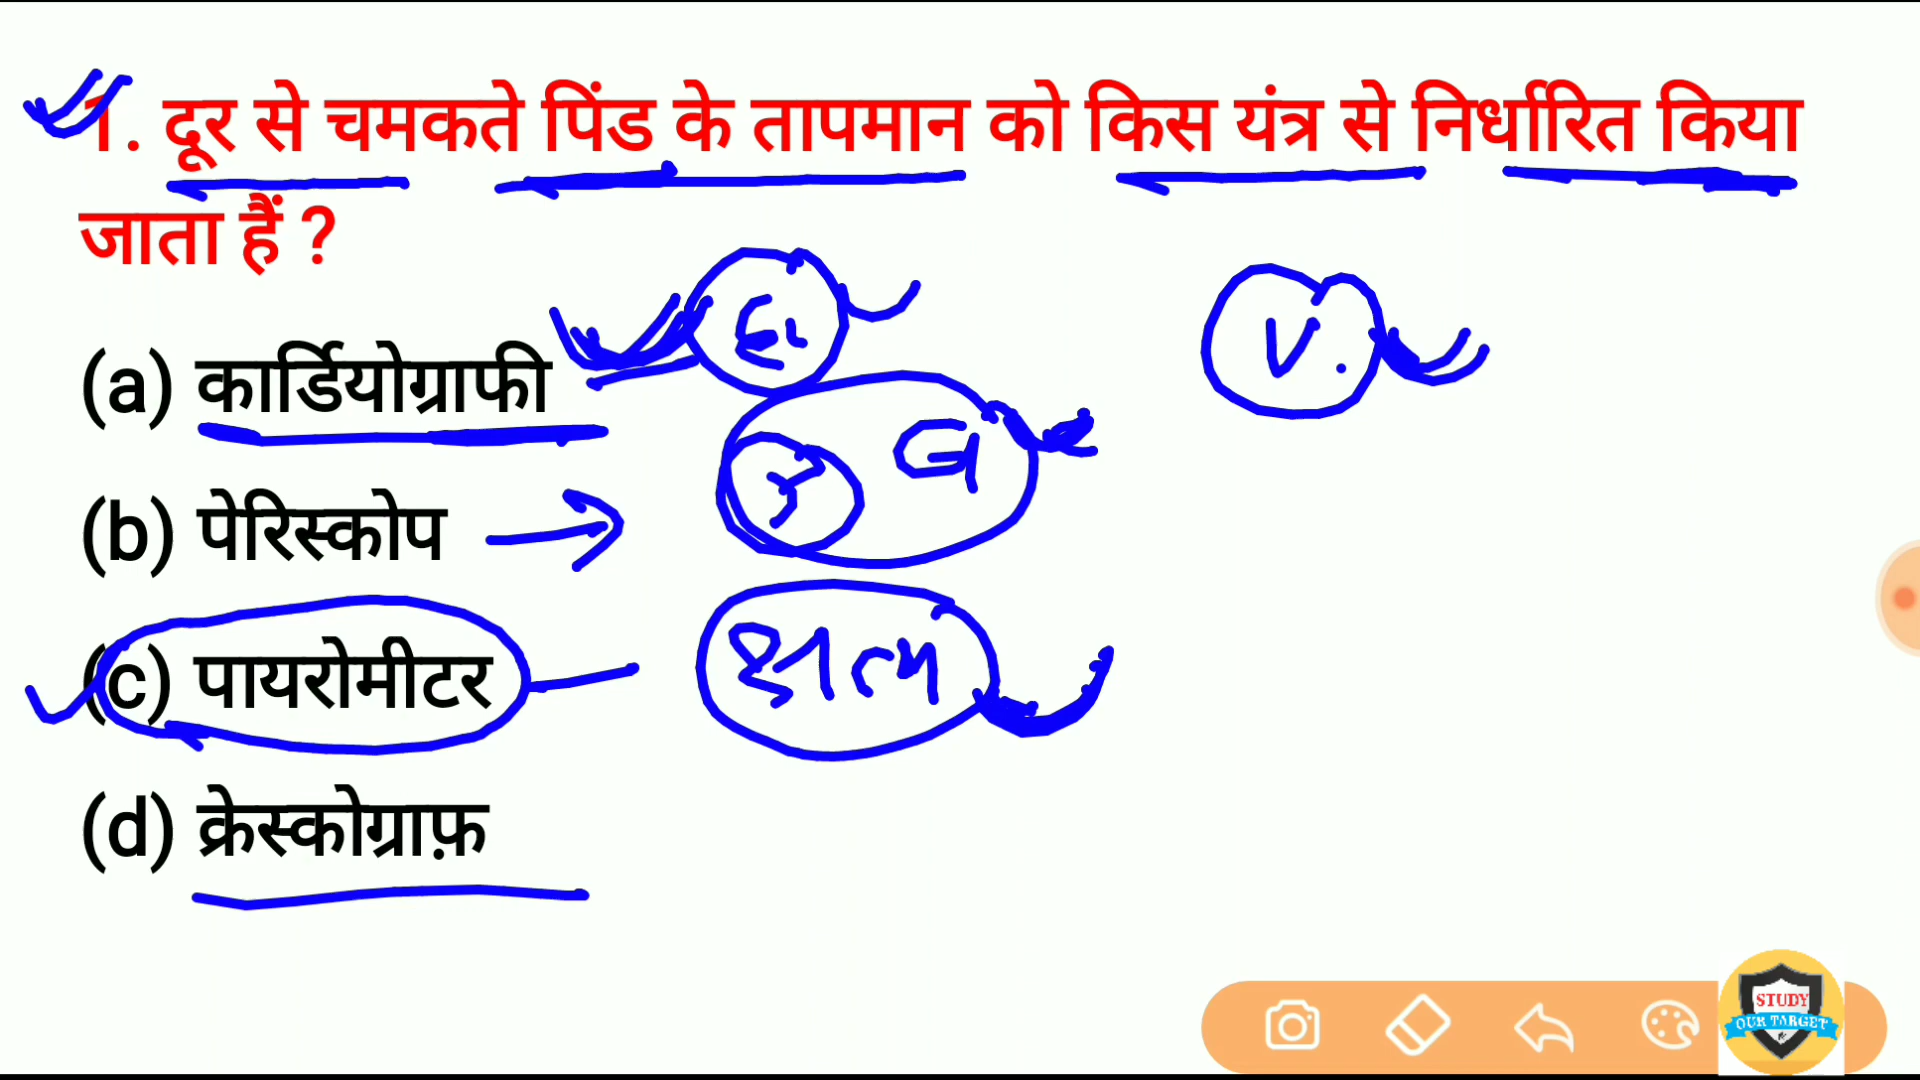 1. दूर से चमकते पिंड के तापमान को किस यंत्र से निर्धारित किया
जाता हैं ?
(a) कार्डियोग्राफी
V.
(b) पेरिस्कोप
(c) पायरोमीटर
(d) क्रेस्कोग्राफ़
STUDY
OUR TARGET